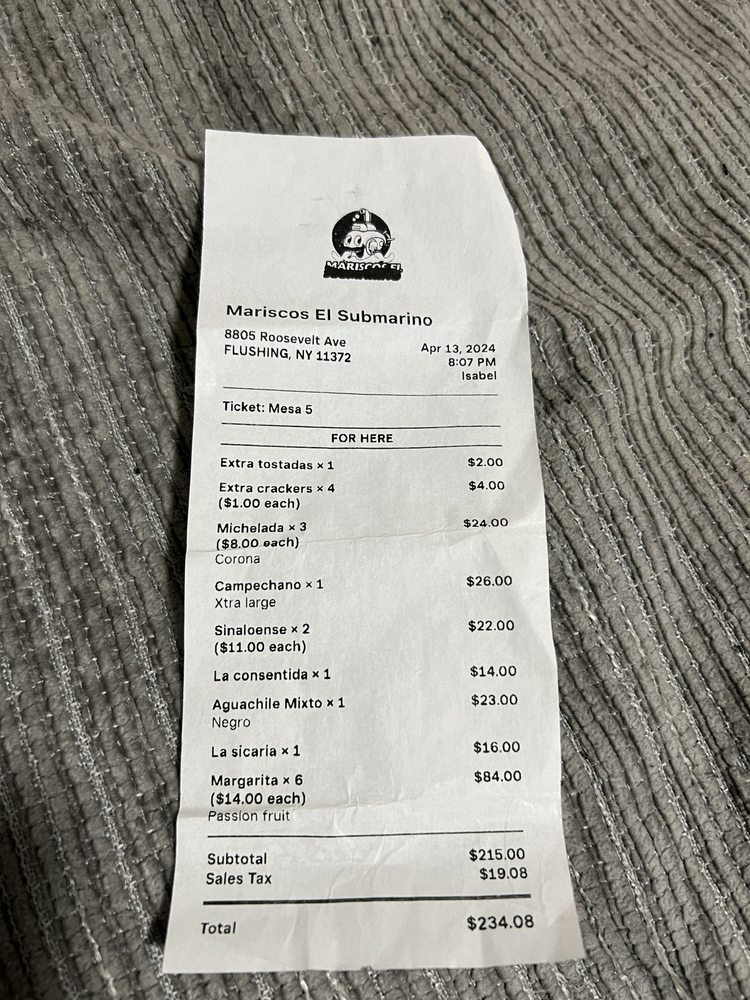 MARISCOS EL
Mariscos El Submarino
8805 Roosevelt Ave
FLUSHING, NY 11372
Apr 13, 2024
8:07 PM
Isabel
Ticket: Mesa 5
FOR HERE
Extra tostadas × 1 $2.00
Extra crackers × 4 $4.00
($1.00 each)
Michelada × 3 $24.00
($8.00 each)
Corona
Campechano × 1 $26.00
Xtra large
Sinaloense × 2 $22.00
($11.00 each)
La consentida × 1 $14.00
Aguachile Mixto × 1 $23.00
Negro
La sicaria × 1 $16.00
Margarita × 6 $84.00
($14.00 each)
Passion fruit
Subtotal $215.00
Sales Tax $19.08
Total $234.08